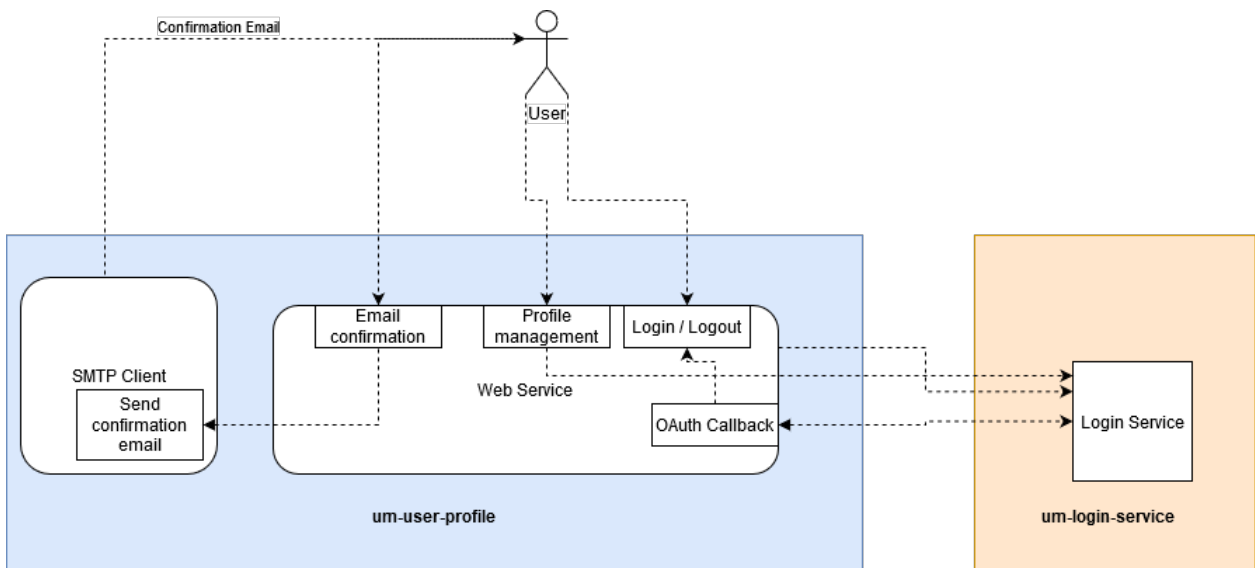 Confirmation Email
User
Email
confirmation
Profile
management
Login / Logout
SMTP Client
Send
confirmation
email
Web Service
OAuth Callback
Login Service
um-user-profile
um-login-service